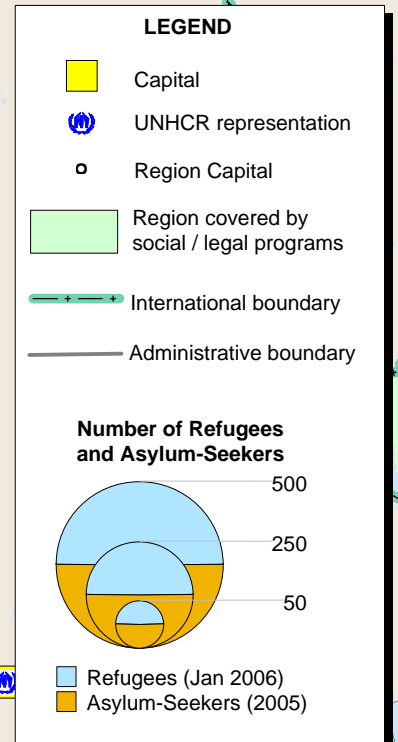 LEGEND
Capital
UNHCR representation
Region Capital
Region covered by
social / legal programs
International boundary
Administrative boundary
Number of Refugees
and Asylum-Seekers
500
250
50
Refugees (Jan 2006)
Asylum-Seekers (2005)